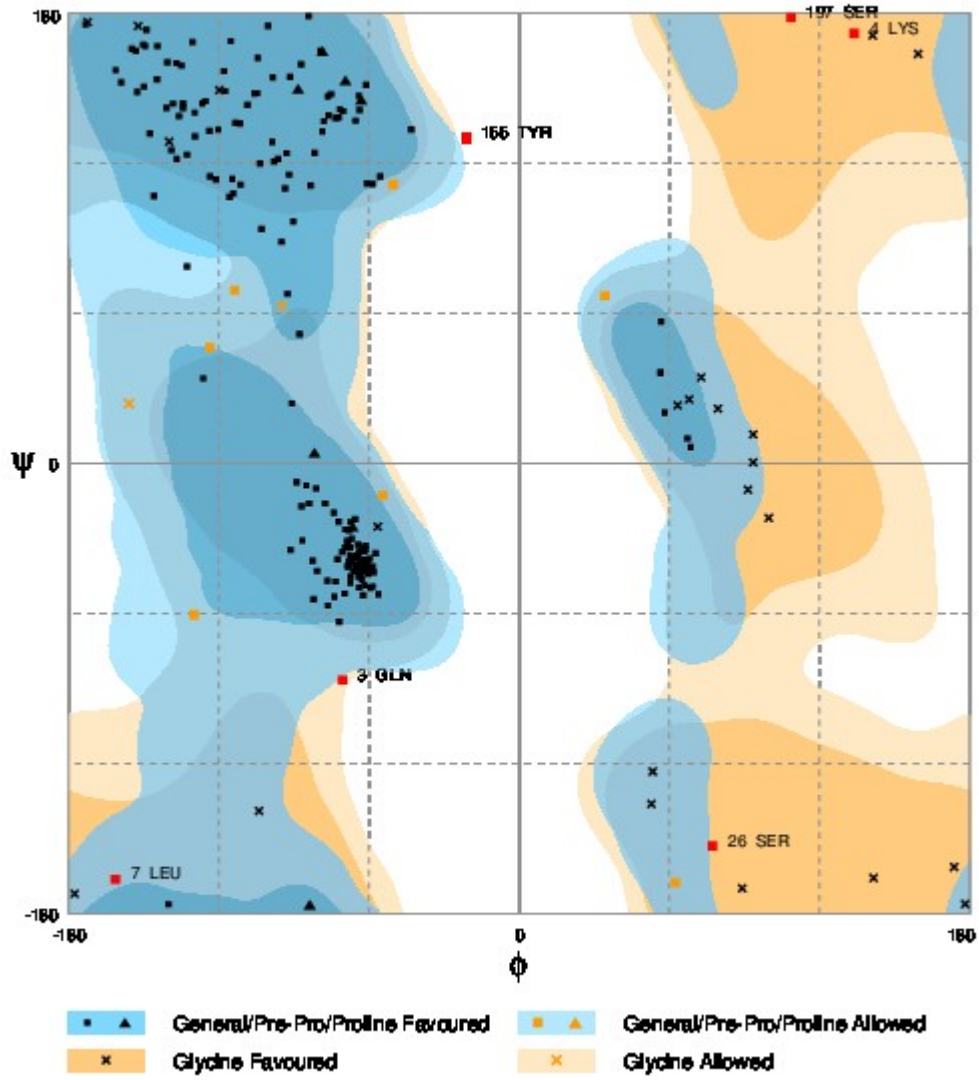 180
197 SER
4 LYS
155 TYR
Ψ 0
3 GLN
26 SER
7 LEU
-180
-180 0 180
ϕ
General/Pre-Pro/Proline Favoured General/Pre-Pro/Proline Allowed
Glycine Favoured Glycine Allowed